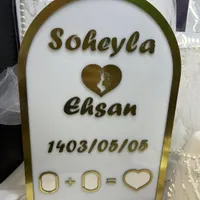 Soheyla
Ehsan
1403/05/05
+ =